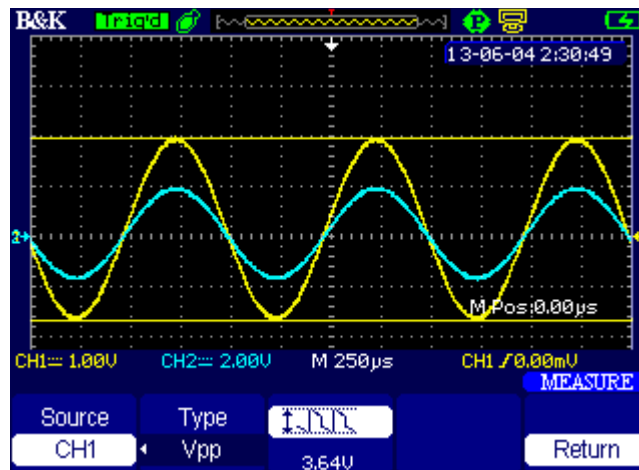 B&K Trig'd P
13-06-04 2:30:49
M Pos:0.00µs
CH1 1.00V CH2 2.00V M 250µs CH1 0.00mV
MEASURE
Source Type
CH1 Vpp 3.64V Return